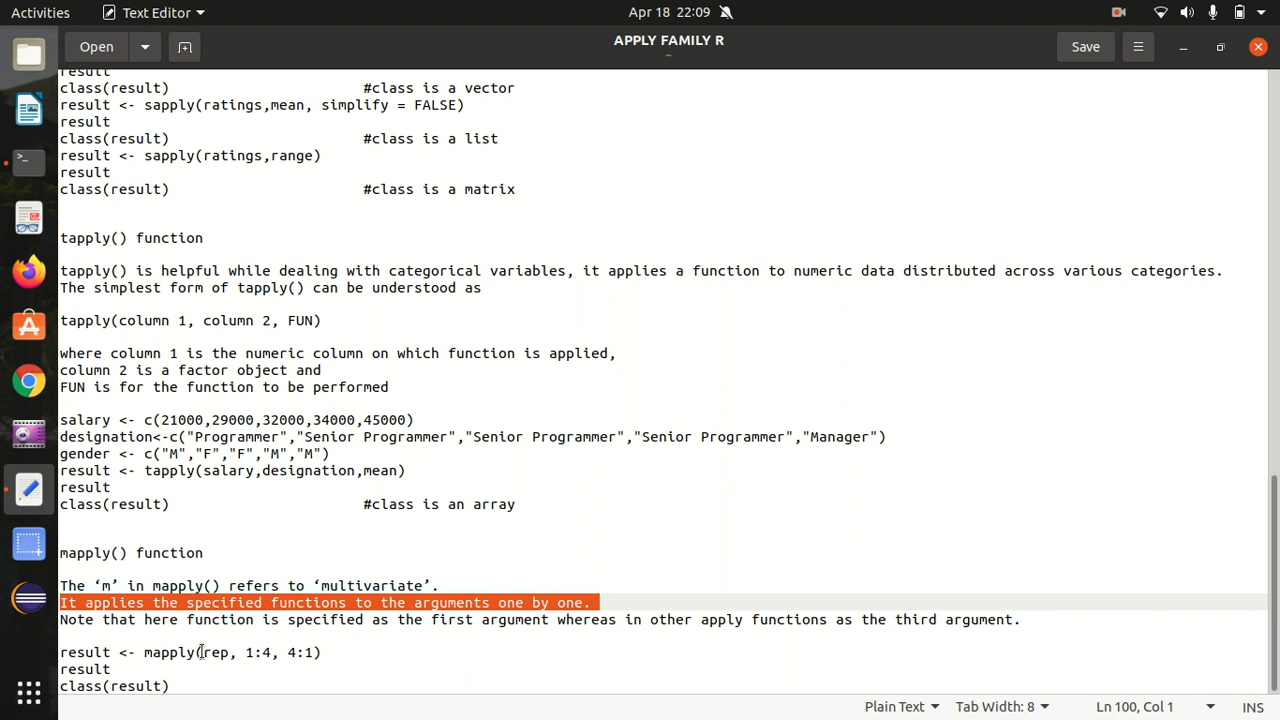 Activities Text Editor Apr 18 22:09
Open APPLY FAMILY R Save
~
result
class(result) #class is a vector
result <- sapply(ratings,mean, simplify = FALSE)
result
class(result) #class is a list
result <- sapply(ratings,range)
result
class(result) #class is a matrix
tapply() function
tapply() is helpful while dealing with categorical variables, it applies a function to numeric data distributed across various categories.
The simplest form of tapply() can be understood as
tapply(column 1, column 2, FUN)
where column 1 is the numeric column on which function is applied,
column 2 is a factor object and
FUN is for the function to be performed
salary <- c(21000,29000,32000,34000,45000)
designation<-c("Programmer","Senior Programmer","Senior Programmer","Senior Programmer","Manager")
gender <- c("M","F","F","M","M")
result <- tapply(salary,designation,mean)
result
class(result) #class is an array
mapply() function
The ‘m’ in mapply() refers to ‘multivariate’.
It applies the specified functions to the arguments one by one.
Note that here function is specified as the first argument whereas in other apply functions as the third argument.
result <- mapply(rep, 1:4, 4:1)
result
class(result)
Plain Text Tab Width: 8 Ln 100, Col 1 INS